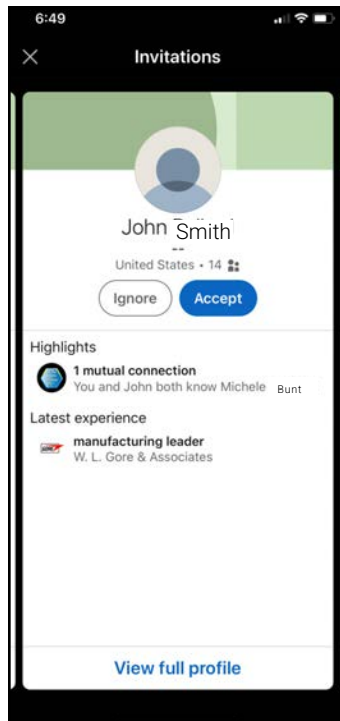 6:49
Invitations
John Smith
--
United States • 14
Ignore Accept
Highlights
1 mutual connection
You and John both know Michele Bunt
Latest experience
manufacturing leader
W. L. Gore & Associates
View full profile